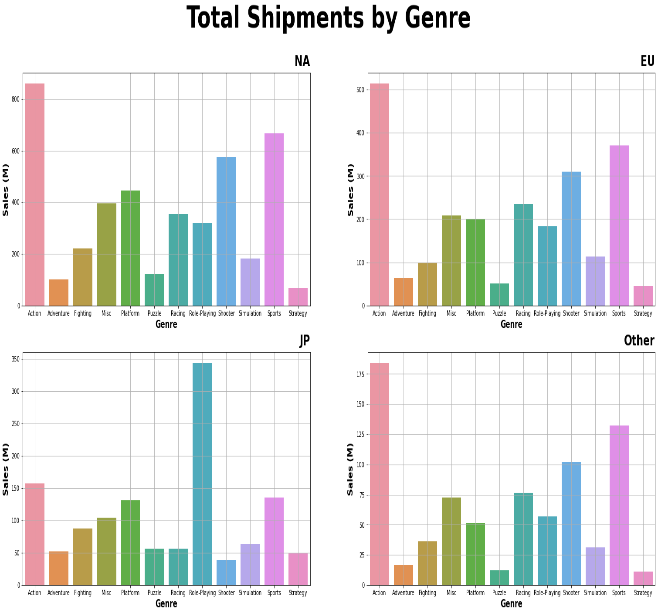 Total Shipments by Genre
NA
Sales (M)
800
600
400
200
0
Action Adventure Fighting Misc Platform Puzzle Racing Role-Playing Shooter Simulation Sports Strategy
Genre
EU
Sales (M)
500
400
300
200
100
0
Action Adventure Fighting Misc Platform Puzzle Racing Role-Playing Shooter Simulation Sports Strategy
Genre
JP
Sales (M)
350
300
250
200
150
100
50
0
Action Adventure Fighting Misc Platform Puzzle Racing Role-Playing Shooter Simulation Sports Strategy
Genre
Other
Sales (M)
175
150
125
100
75
50
25
0
Action Adventure Fighting Misc Platform Puzzle Racing Role-Playing Shooter Simulation Sports Strategy
Genre